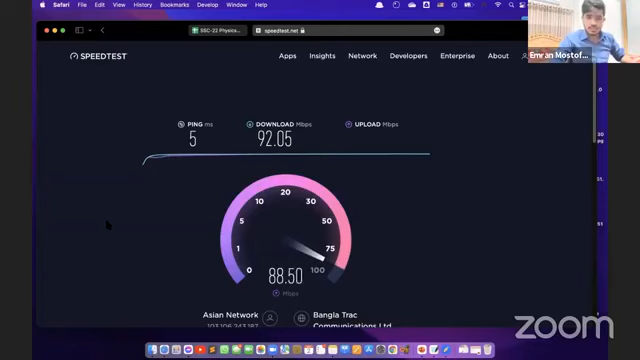 Safari File Edit View History Bookmarks Develop Window Help
SSC-22 Physics...
speedtest.net
SPEEDTEST
Apps Insights Network Developers Enterprise About
Emran Mostof...
PING ms
5
DOWNLOAD Mbps
92.05
UPLOAD Mbps
0
1
5
10
20
30
50
75
100
88.50
Mbps
Asian Network
Bangla Trac
Communications Ltd
zoom